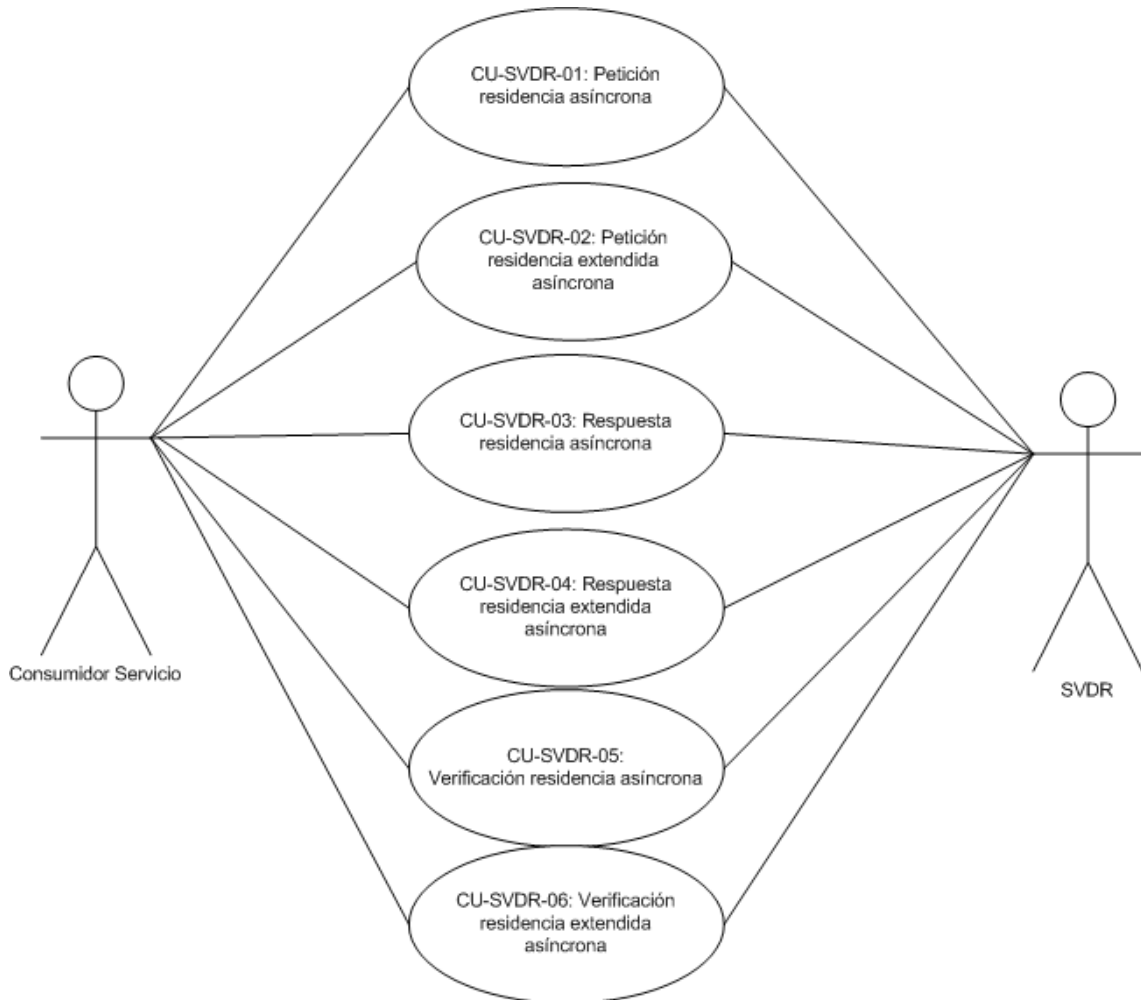 CU-SVDR-01: Petición
residencia asíncrona
CU-SVDR-02: Petición
residencia extendida
asíncrona
CU-SVDR-03: Respuesta
residencia asíncrona
CU-SVDR-04: Respuesta
residencia extendida
asíncrona
Consumidor Servicio
SVDR
CU-SVDR-05:
Verificación residencia asíncrona
CU-SVDR-06: Verificación
residencia extendida
asíncrona